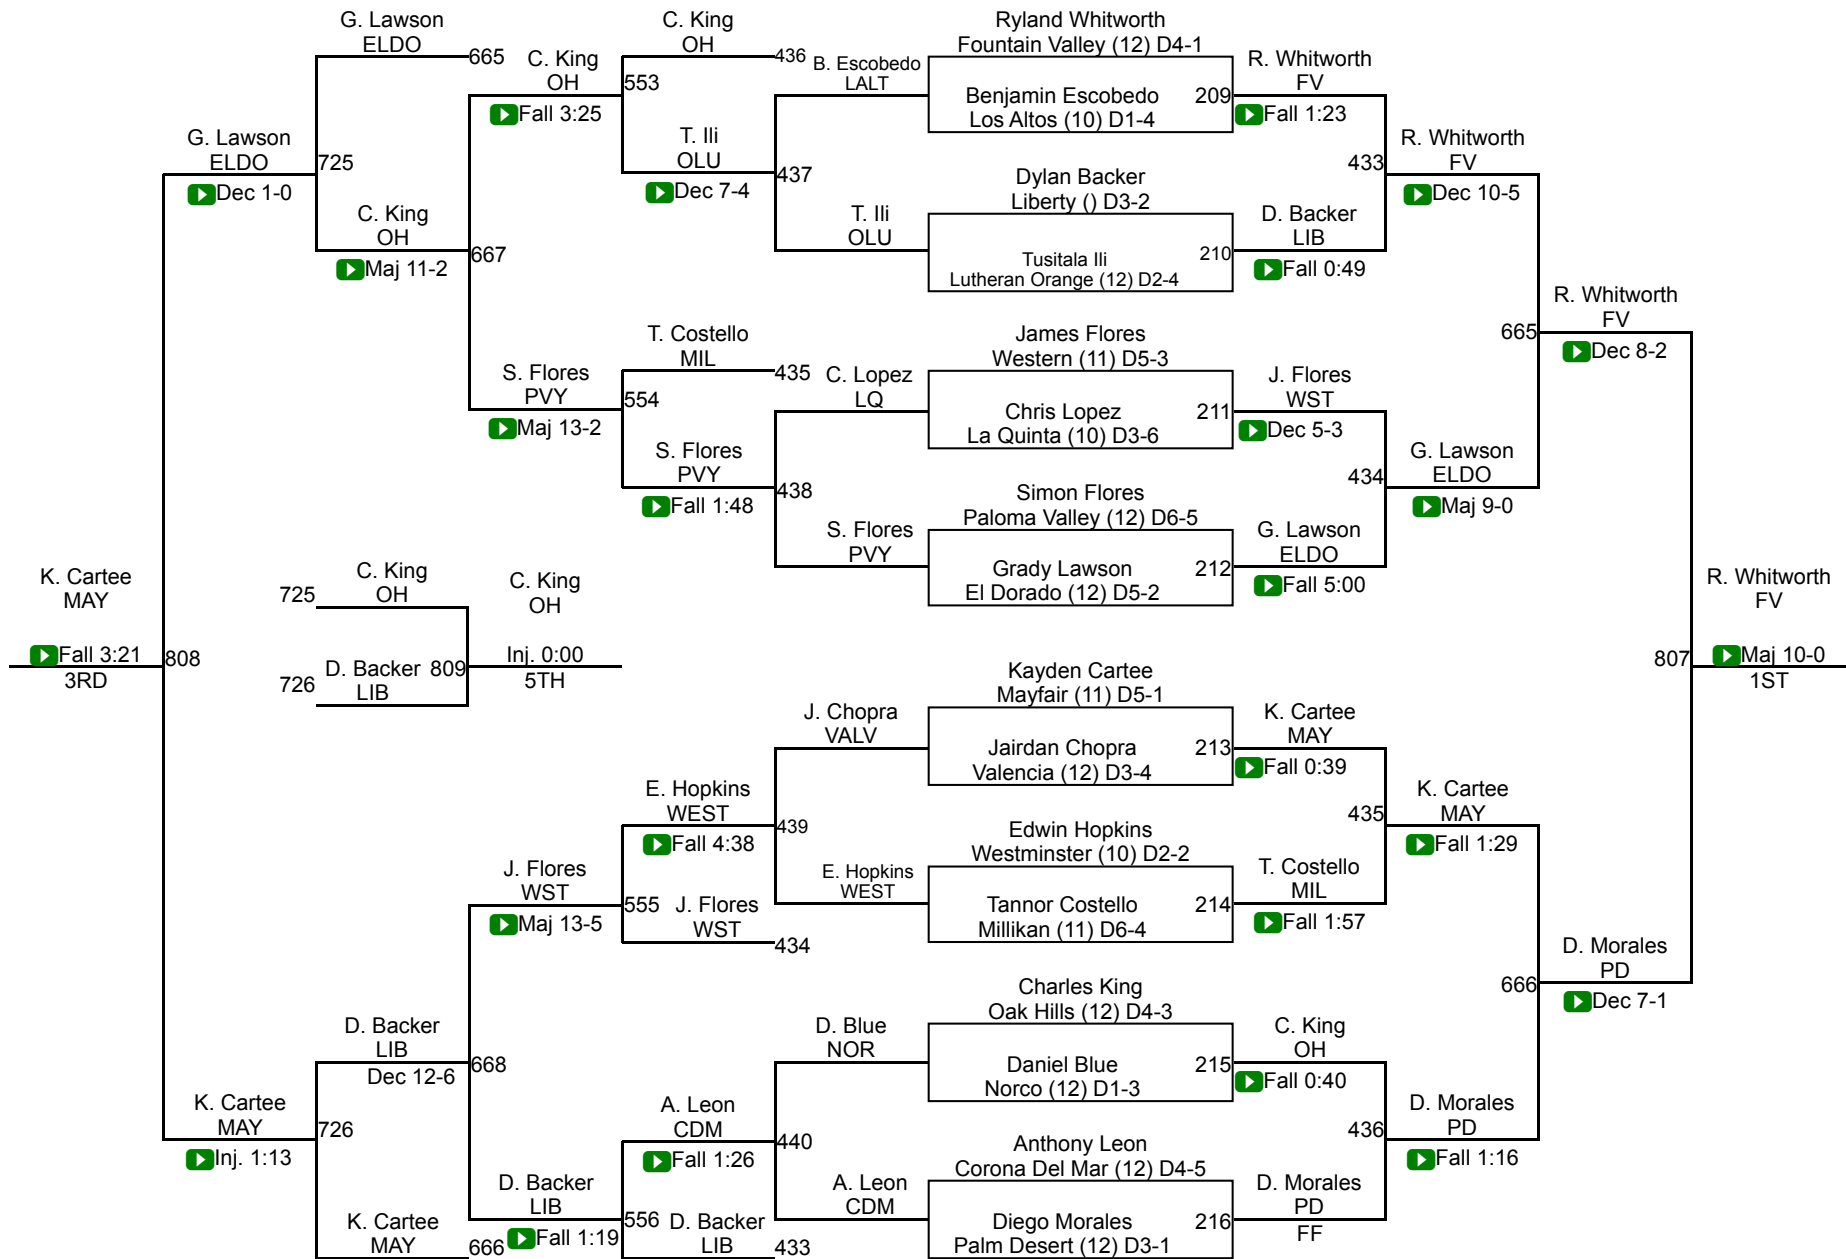 G. Lawson
ELDO
665
C. King
OH
553
Fall 3:25
C. King
OH
436
T. Ili
OLU
437
Dec 7-4
B. Escobedo
LALT
T. Ili
OLU
G. Lawson
ELDO
725
Dec 1-0
C. King
OH
667
Maj 11-2
S. Flores
PVY
554
Maj 13-2
T. Costello
MIL
435
S. Flores
PVY
438
Fall 1:48
C. Lopez
LQ
S. Flores
PVY
Ryland Whitworth
Fountain Valley (12) D4-1
Benjamin Escobedo
Los Altos (10) D1-4
209
Dylan Backer
Liberty () D3-2
Tusitala Ili
Lutheran Orange (12) D2-4
210
James Flores
Western (11) D5-3
Chris Lopez
La Quinta (10) D3-6
211
Simon Flores
Paloma Valley (12) D6-5
Grady Lawson
El Dorado (12) D5-2
212
R. Whitworth
FV
Fall 1:23
433
D. Backer
LIB
Fall 0:49
J. Flores
WST
Dec 5-3
434
G. Lawson
ELDO
Fall 5:00
R. Whitworth
FV
Dec 10-5
665
G. Lawson
ELDO
Maj 9-0
R. Whitworth
FV
Dec 8-2
K. Cartee
MAY
Fall 3:21
3RD
808
725
C. King
OH
726
D. Backer
LIB
809
C. King
OH
Inj. 0:00
5TH
807
R. Whitworth
FV
Maj 10-0
1ST
Kayden Cartee
Mayfair (11) D5-1
Jairdan Chopra
Valencia (12) D3-4
213
Edwin Hopkins
Westminster (10) D2-2
Tannor Costello
Millikan (11) D6-4
214
Charles King
Oak Hills (12) D4-3
Daniel Blue
Norco (12) D1-3
215
Anthony Leon
Corona Del Mar (12) D4-5
Diego Morales
Palm Desert (12) D3-1
216
J. Chopra
VALV
E. Hopkins
WEST
439
Fall 4:38
E. Hopkins
WEST
J. Flores
WST
555
Maj 13-5
J. Flores
WST
434
D. Backer
LIB
668
Dec 12-6
D. Blue
NOR
A. Leon
CDM
440
Fall 1:26
A. Leon
CDM
K. Cartee
MAY
726
Inj. 1:13
D. Backer
LIB
556
Fall 1:19
D. Backer
LIB
433
K. Cartee
MAY
666
K. Cartee
MAY
Fall 0:39
435
T. Costello
MIL
Fall 1:57
C. King
OH
Fall 0:40
436
D. Morales
PD
FF
K. Cartee
MAY
Fall 1:29
666
D. Morales
PD
Fall 1:16
D. Morales
PD
Dec 7-1